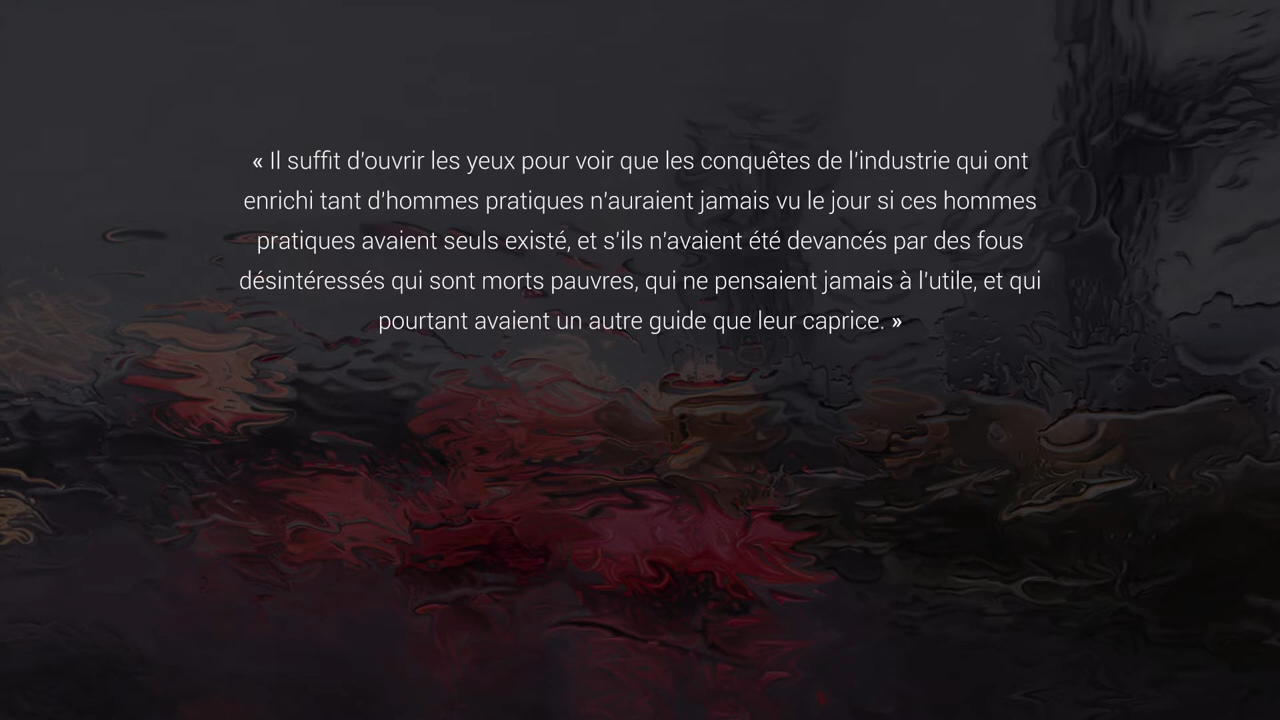 « Il suffit d'ouvrir les yeux pour voir que les conquêtes de l'industrie qui ont
enrichi tant d'hommes pratiques n'auraient jamais vu le jour si ces hommes
pratiques avaient seuls existé, et s'ils n'avaient été devancés par des fous
désintéressés qui sont morts pauvres, qui ne pensaient jamais à l'utile, et qui
pourtant avaient un autre guide que leur caprice. »